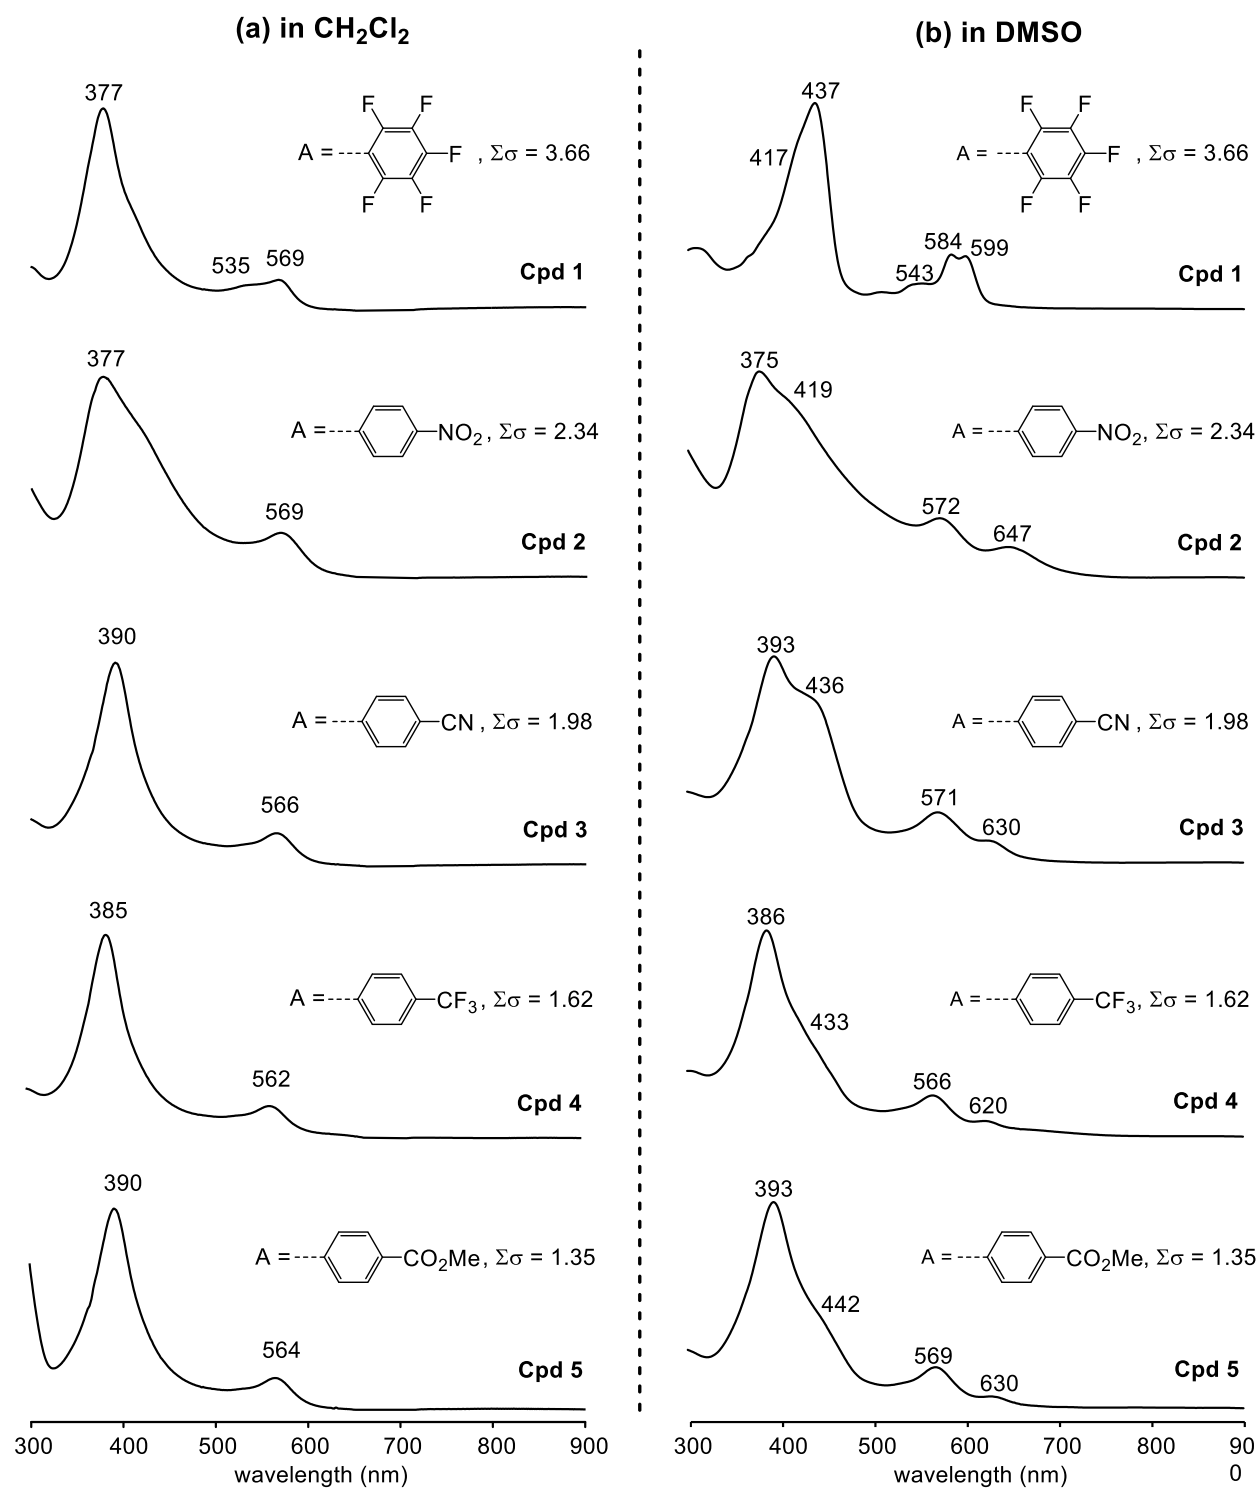 (a) in CH₂Cl₂
377
F F
A = F , Σσ = 3.66
F F
535 569
Cpd 1
377
A = NO₂, Σσ = 2.34
569
Cpd 2
390
A = CN , Σσ = 1.98
566
Cpd 3
385
A = CF₃, Σσ = 1.62
562
Cpd 4
390
A = CO₂Me, Σσ = 1.35
564
Cpd 5
300 400 500 600 700 800 900
wavelength (nm)
(b) in DMSO
437
F F
417
A = F , Σσ = 3.66
F F
584 599
543
Cpd 1
375
419
A = NO₂, Σσ = 2.34
572
647
Cpd 2
393
436
A = CN , Σσ = 1.98
571
630
Cpd 3
386
A = CF₃, Σσ = 1.62
433
566
620
Cpd 4
393
A = CO₂Me, Σσ = 1.35
442
569
630
Cpd 5
300 400 500 600 700 800 90
0
wavelength (nm)